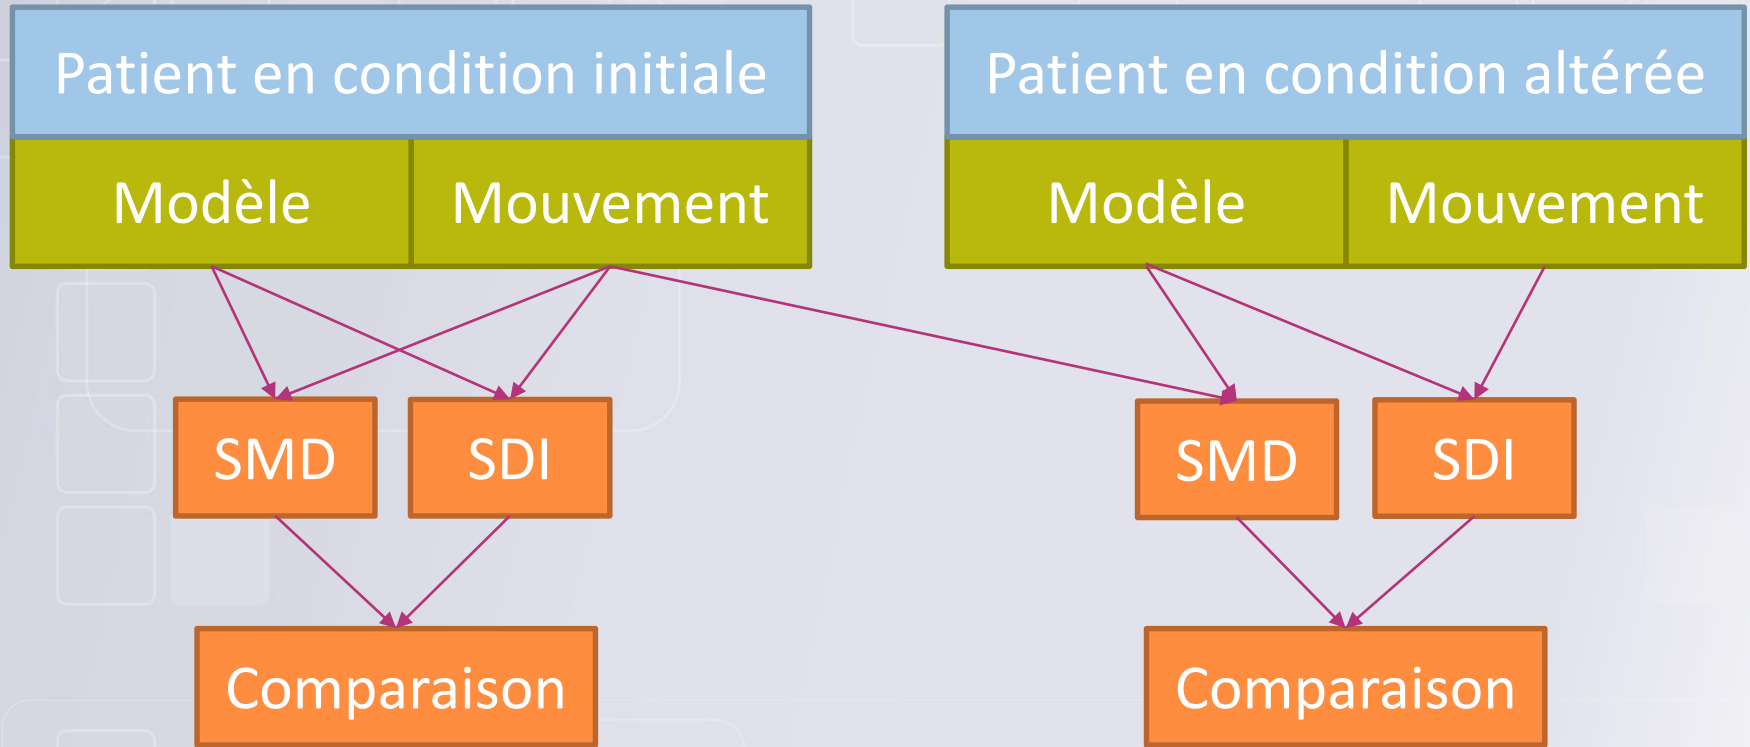 Patient en condition initiale
Patient en condition altérée
Modèle
Mouvement
Modèle
Mouvement
SMD
SDI
SMD
SDI
Comparaison
Comparaison